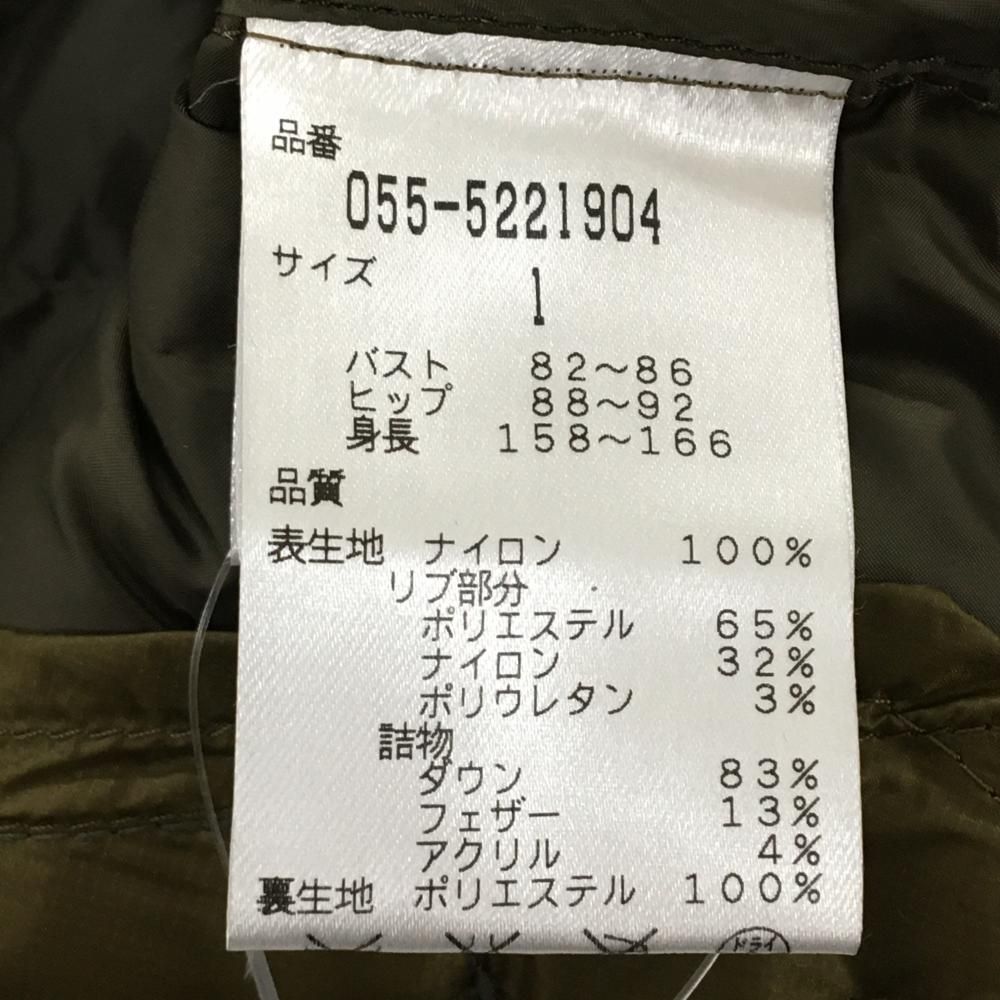 品番
055-5221904
サイズ
1
バスト 82～86
ヒップ 88～92
身長 158～166
品質
表生地 ナイロン 100%
リブ部分
ポリエステル 65%
ナイロン 32%
ポリウレタン 3%
詰物
ダウン 83%
フェザー 13%
アクリル 4%
裏生地 ポリエステル 100%
ドライ